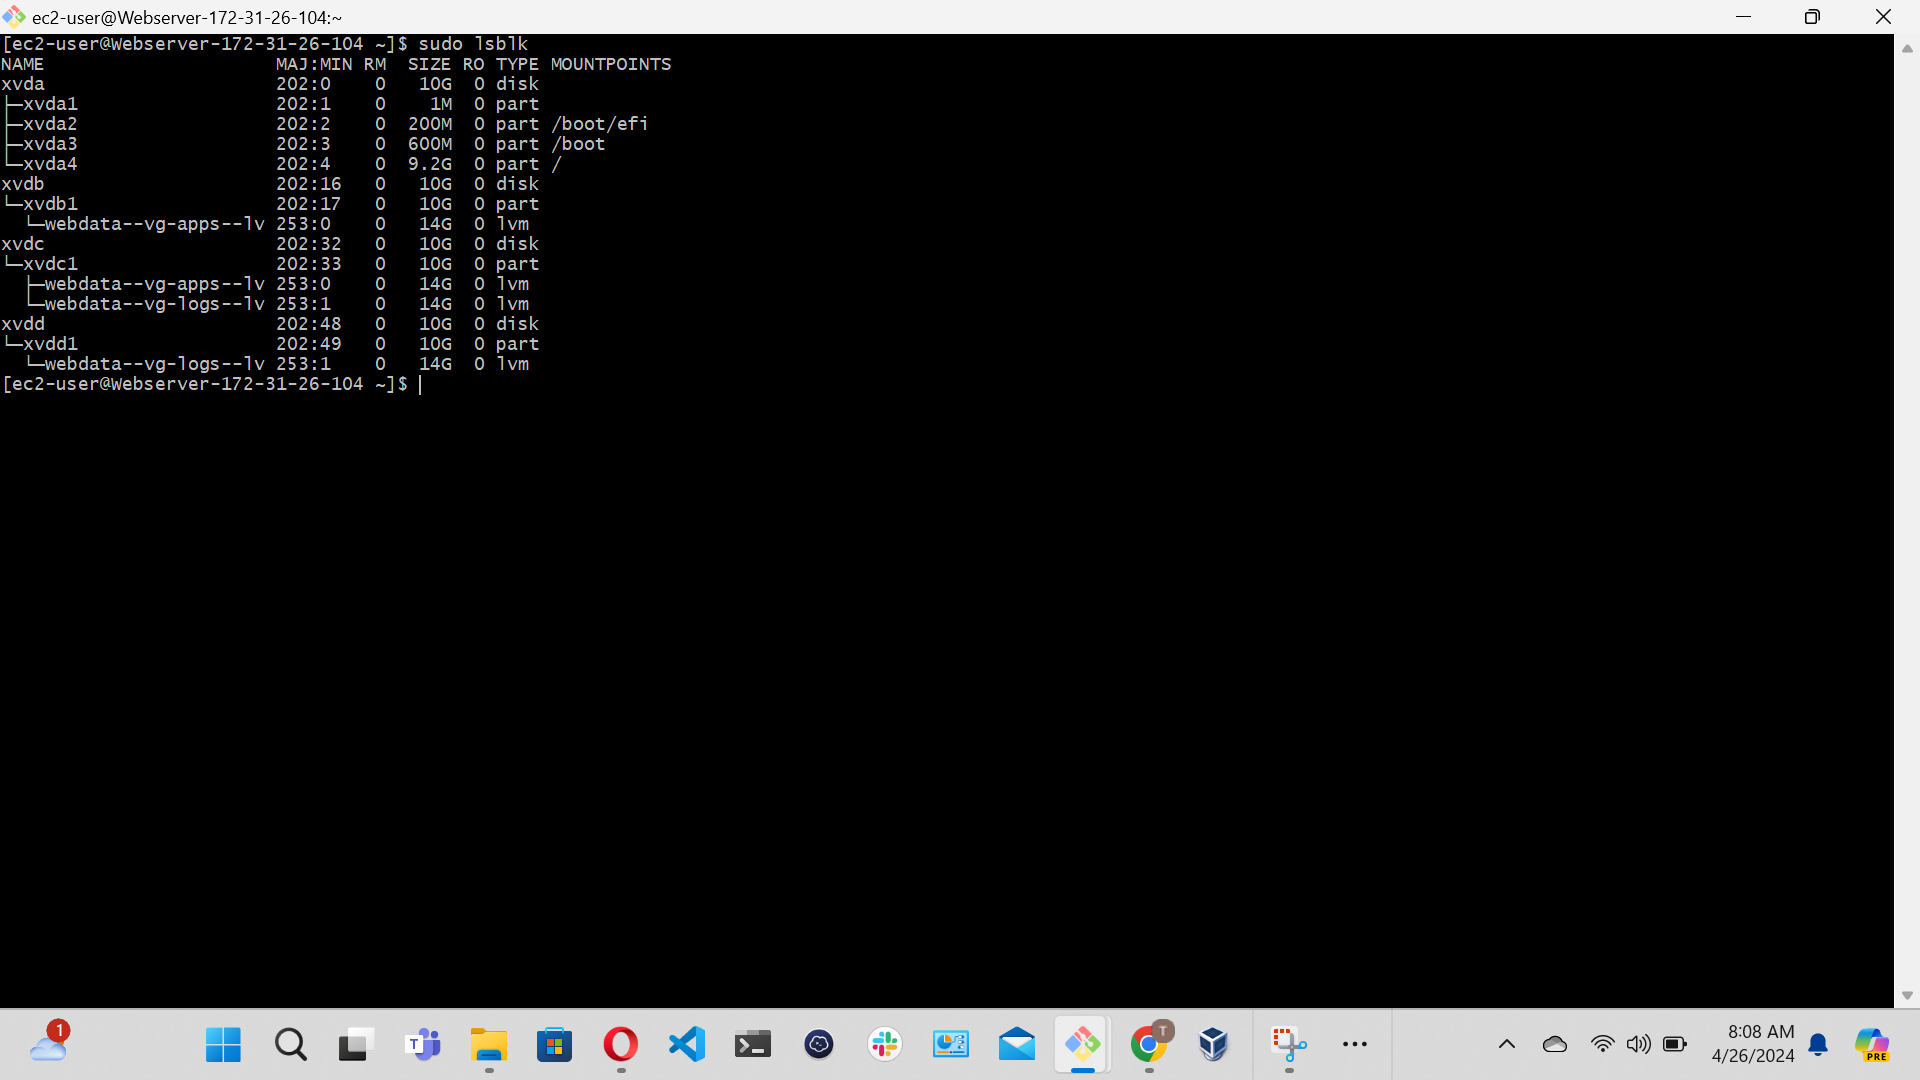 ec2-user@Webserver-172-31-26-104:~
[ec2-user@Webserver-172-31-26-104 ~]$ sudo lsblk
NAME                     MAJ:MIN RM  SIZE RO TYPE MOUNTPOINTS
xvda                     202:0    0   10G  0 disk
├─xvda1                  202:1    0    1M  0 part
├─xvda2                  202:2    0  200M  0 part /boot/efi
├─xvda3                  202:3    0  600M  0 part /boot
└─xvda4                  202:4    0  9.2G  0 part /
xvdb                     202:16   0   10G  0 disk
└─xvdb1                  202:17   0   10G  0 part
  └─webdata--vg-apps--lv 253:0    0   14G  0 lvm
xvdc                     202:32   0   10G  0 disk
└─xvdc1                  202:33   0   10G  0 part
  ├─webdata--vg-apps--lv 253:0    0   14G  0 lvm
  └─webdata--vg-logs--lv 253:1    0   14G  0 lvm
xvdd                     202:48   0   10G  0 disk
└─xvdd1                  202:49   0   10G  0 part
  └─webdata--vg-logs--lv 253:1    0   14G  0 lvm
[ec2-user@Webserver-172-31-26-104 ~]$
1
T
T
PRE
8:08 AM
4/26/2024